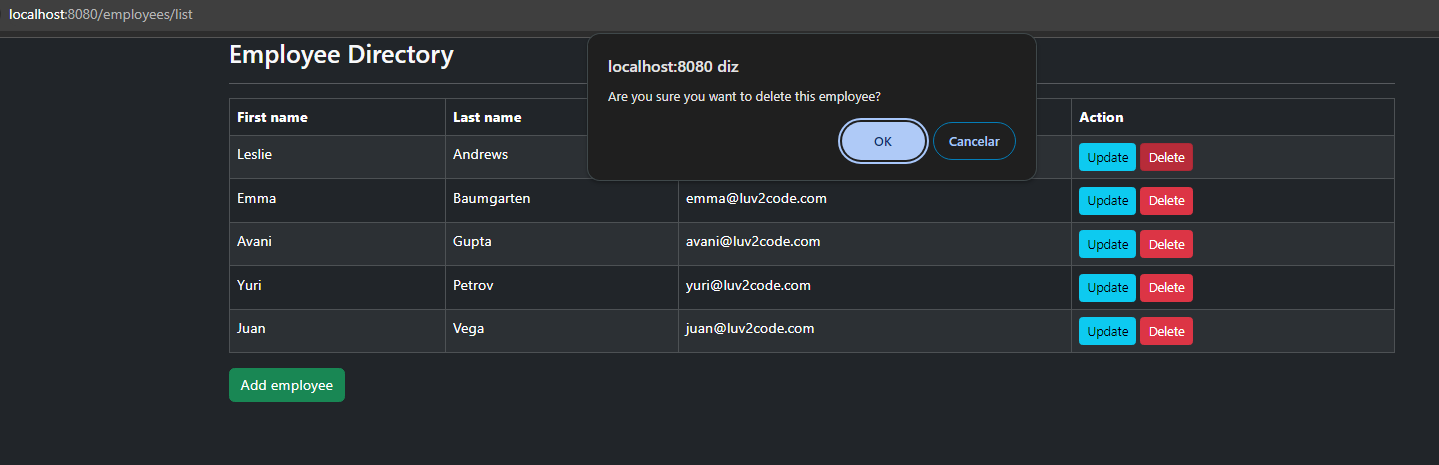 localhost:8080/employees/list
Employee Directory
localhost:8080 diz
Are you sure you want to delete this employee?
OK Cancelar
First name Last name Action
Leslie Andrews Update Delete
Emma Baumgarten emma@luv2code.com Update Delete
Avani Gupta avani@luv2code.com Update Delete
Yuri Petrov yuri@luv2code.com Update Delete
Juan Vega juan@luv2code.com Update Delete
Add employee